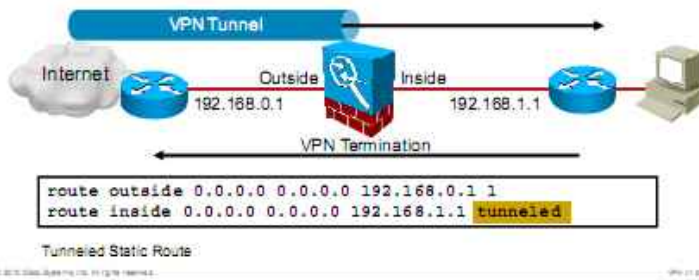 VPN Tunnel
Internet
Outside
Inside
192.168.0.1
192.168.1.1
VPN Termination
route outside 0.0.0.0 0.0.0.0 192.168.0.1 1
route inside 0.0.0.0 0.0.0.0 192.168.1.1 tunneled
Tunneled Static Route